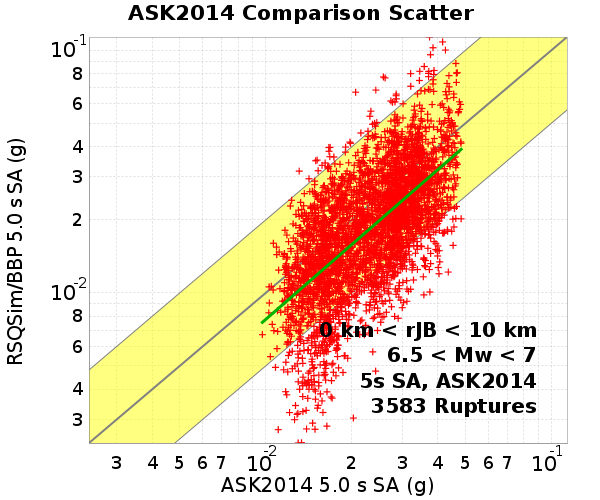 ASK2014 Comparison Scatter
RSQSim/BBP 5.0 s SA (g)
10^-1
8
6
4
3
2
10^-2
8
6
4
3
0 km < rJB < 10 km
6.5 < Mw < 7
5s SA, ASK2014
3583 Ruptures
3 4 5 6 7 10^-2 2 3 4 5 6 7 10^-1
ASK2014 5.0 s SA (g)